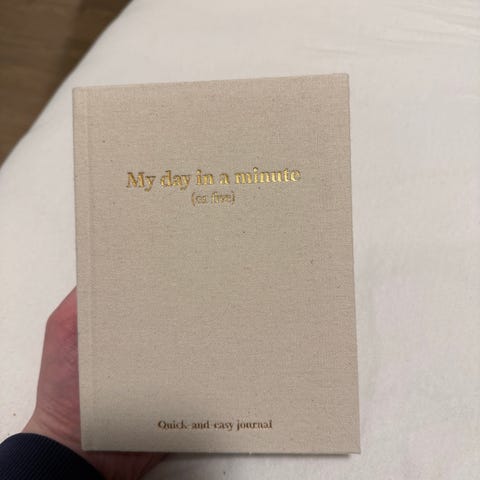 My day in a minute
(or five)
Quick-and-easy journal